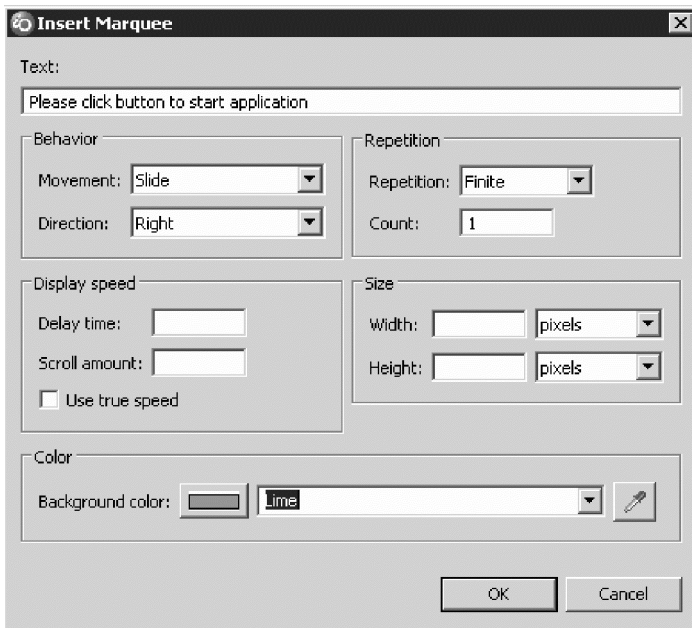 Insert Marquee
Text:
Please click button to start application
Behavior
Movement: Slide
Direction: Right
Repetition
Repetition: Finite
Count: 1
Display speed
Delay time:
Scroll amount:
Use true speed
Size
Width: pixels
Height: pixels
Color
Background color: Lime
OK Cancel